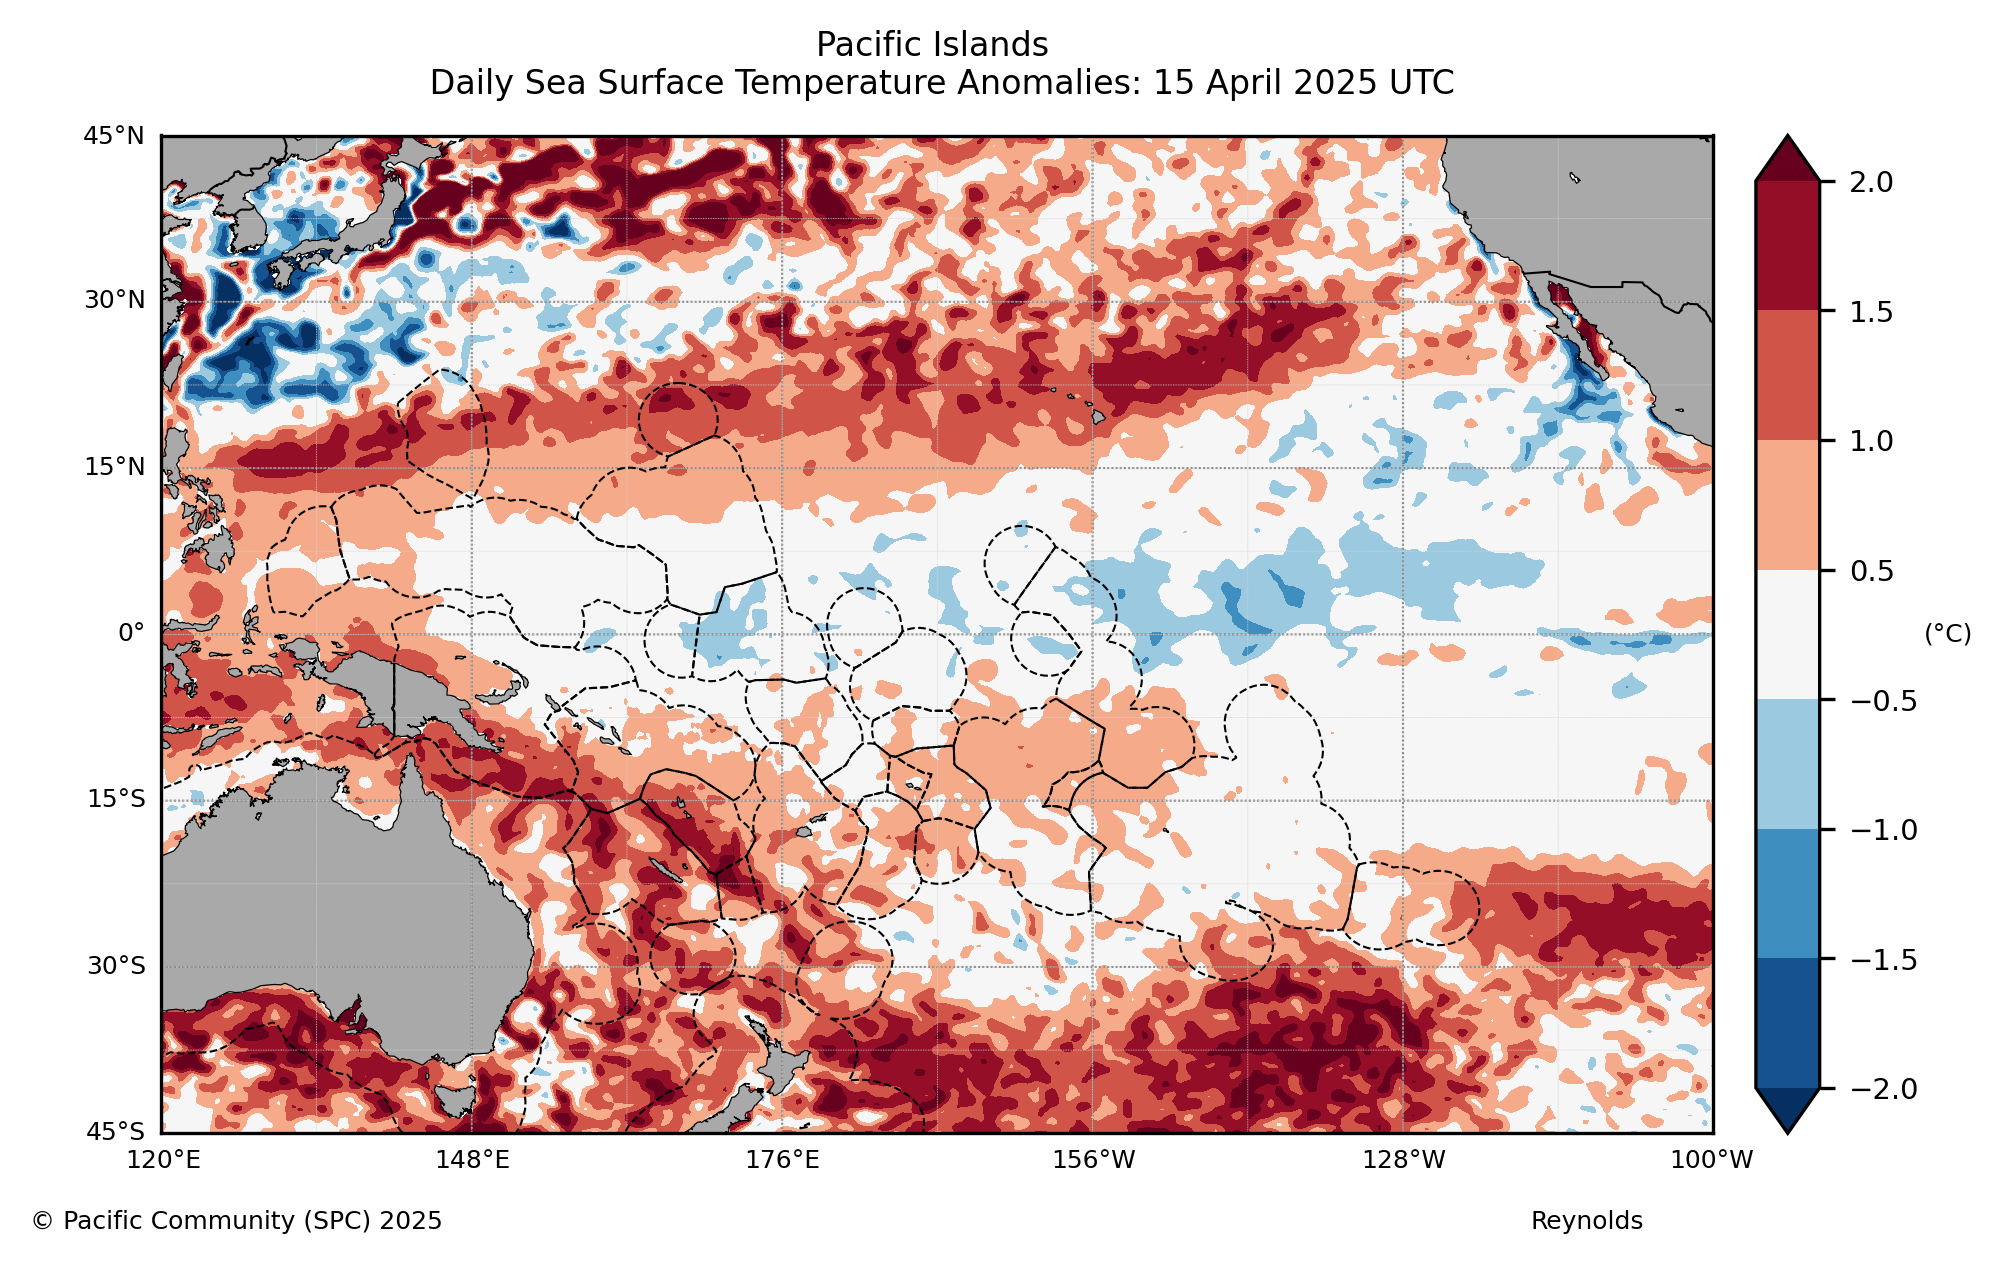 Pacific Islands
Daily Sea Surface Temperature Anomalies: 15 April 2025 UTC
45°N
30°N
15°N
0°
15°S
30°S
45°S
120°E
148°E
176°E
156°W
128°W
100°W
2.0
1.5
1.0
0.5
−0.5
−1.0
−1.5
−2.0
(°C)
© Pacific Community (SPC) 2025
Reynolds